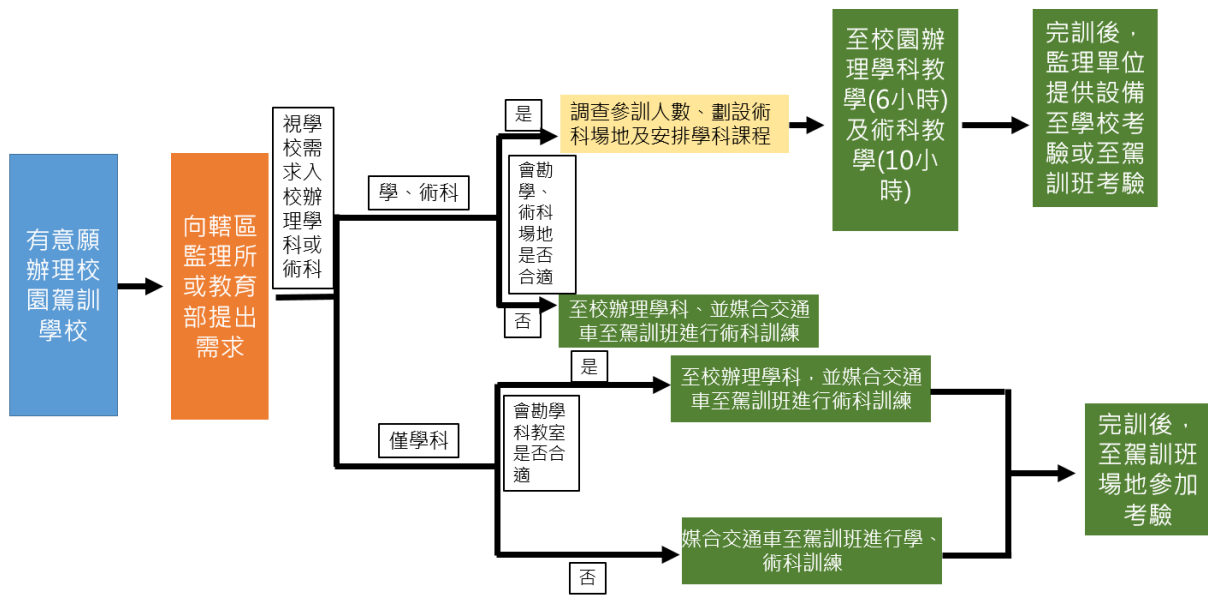 有意願
辦理校
園駕訓
學校
向轄區
監理所
或教育
部提出
需求
視學
校需
求入
校辦
理學
科或
術科
學、術科
是
會勘
學、
術科
場地
是否
合適
否
調查參訓人數、劃設術
科場地及安排學科課程
至校園辦
理學科教
學(6小時)
及術科教
學(10小
時)
完訓後，
監理單位
提供設備
至學校考
驗或至駕
訓班考驗
至校辦理學科、並媒合交通
車至駕訓班進行術科訓練
僅學科
是
會勘學
科教室
是否合
適
否
至校辦理學科，並媒合交通
車至駕訓班進行術科訓練
媒合交通車至駕訓班進行學、
術科訓練
完訓後，
至駕訓班
場地參加
考驗